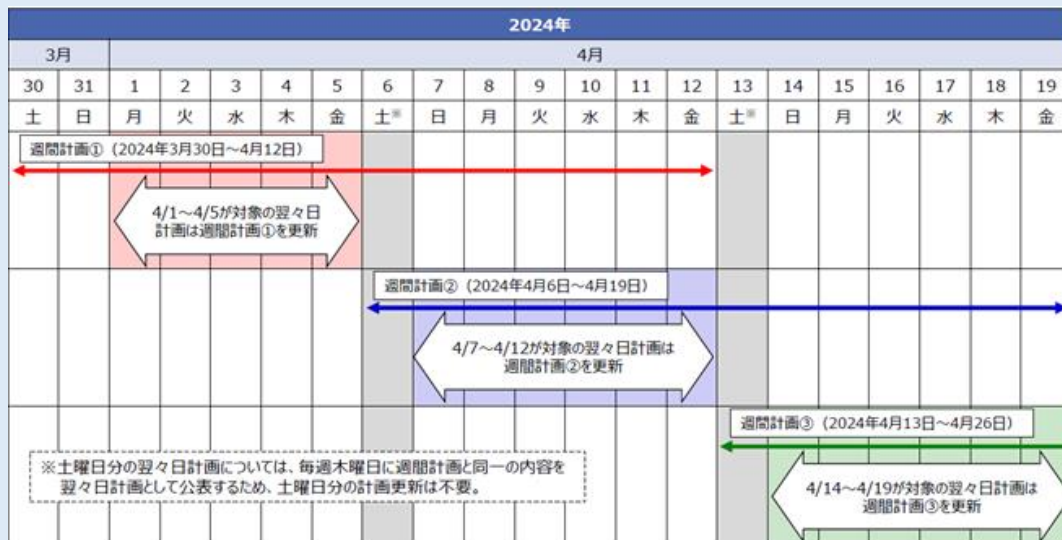 2024年
3月 4月
30 31 1 2 3 4 5 6 7 8 9 10 11 12 13 14 15 16 17 18 19
土 日 月 火 水 木 金 土※ 日 月 火 水 木 金 土※ 日 月 火 水 木 金
週間計画①(2024年3月30日～4月12日)
4/1～4/5が対象の翌々日
計画は週間計画①を更新
週間計画②(2024年4月6日～4月19日)
4/7～4/12が対象の翌々日計画は
週間計画②を更新
週間計画③(2024年4月13日～4月26日)
※土曜日分の翌々日計画については、毎週木曜日に週間計画と同一の内容を
翌々日計画として公表するため、土曜日分の計画更新は不要。
4/14～4/19が対象の翌々日計画は
週間計画③を更新